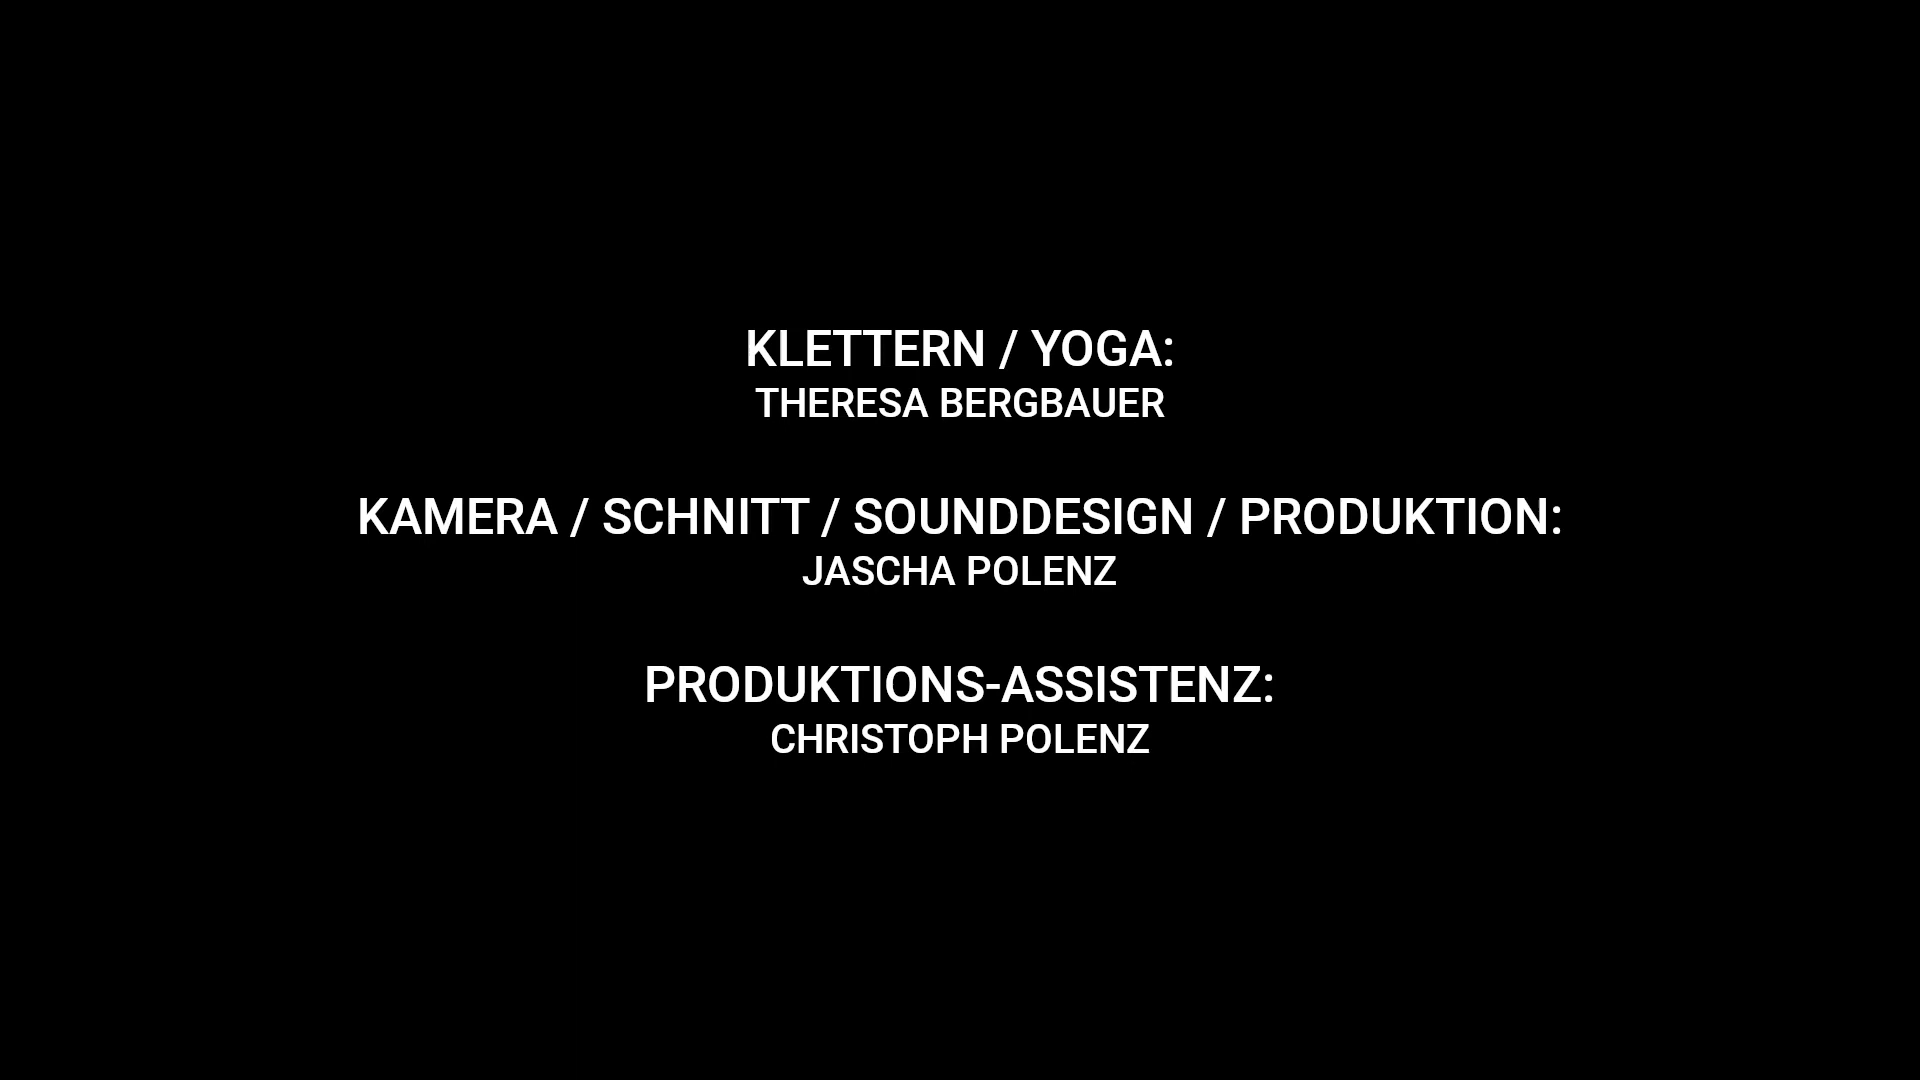 KLETTERN / YOGA:
THERESA BERGBAUER
KAMERA / SCHNITT / SOUNDDESIGN / PRODUKTION:
JASCHA POLENZ
PRODUKTIONS-ASSISTENZ:
CHRISTOPH POLENZ